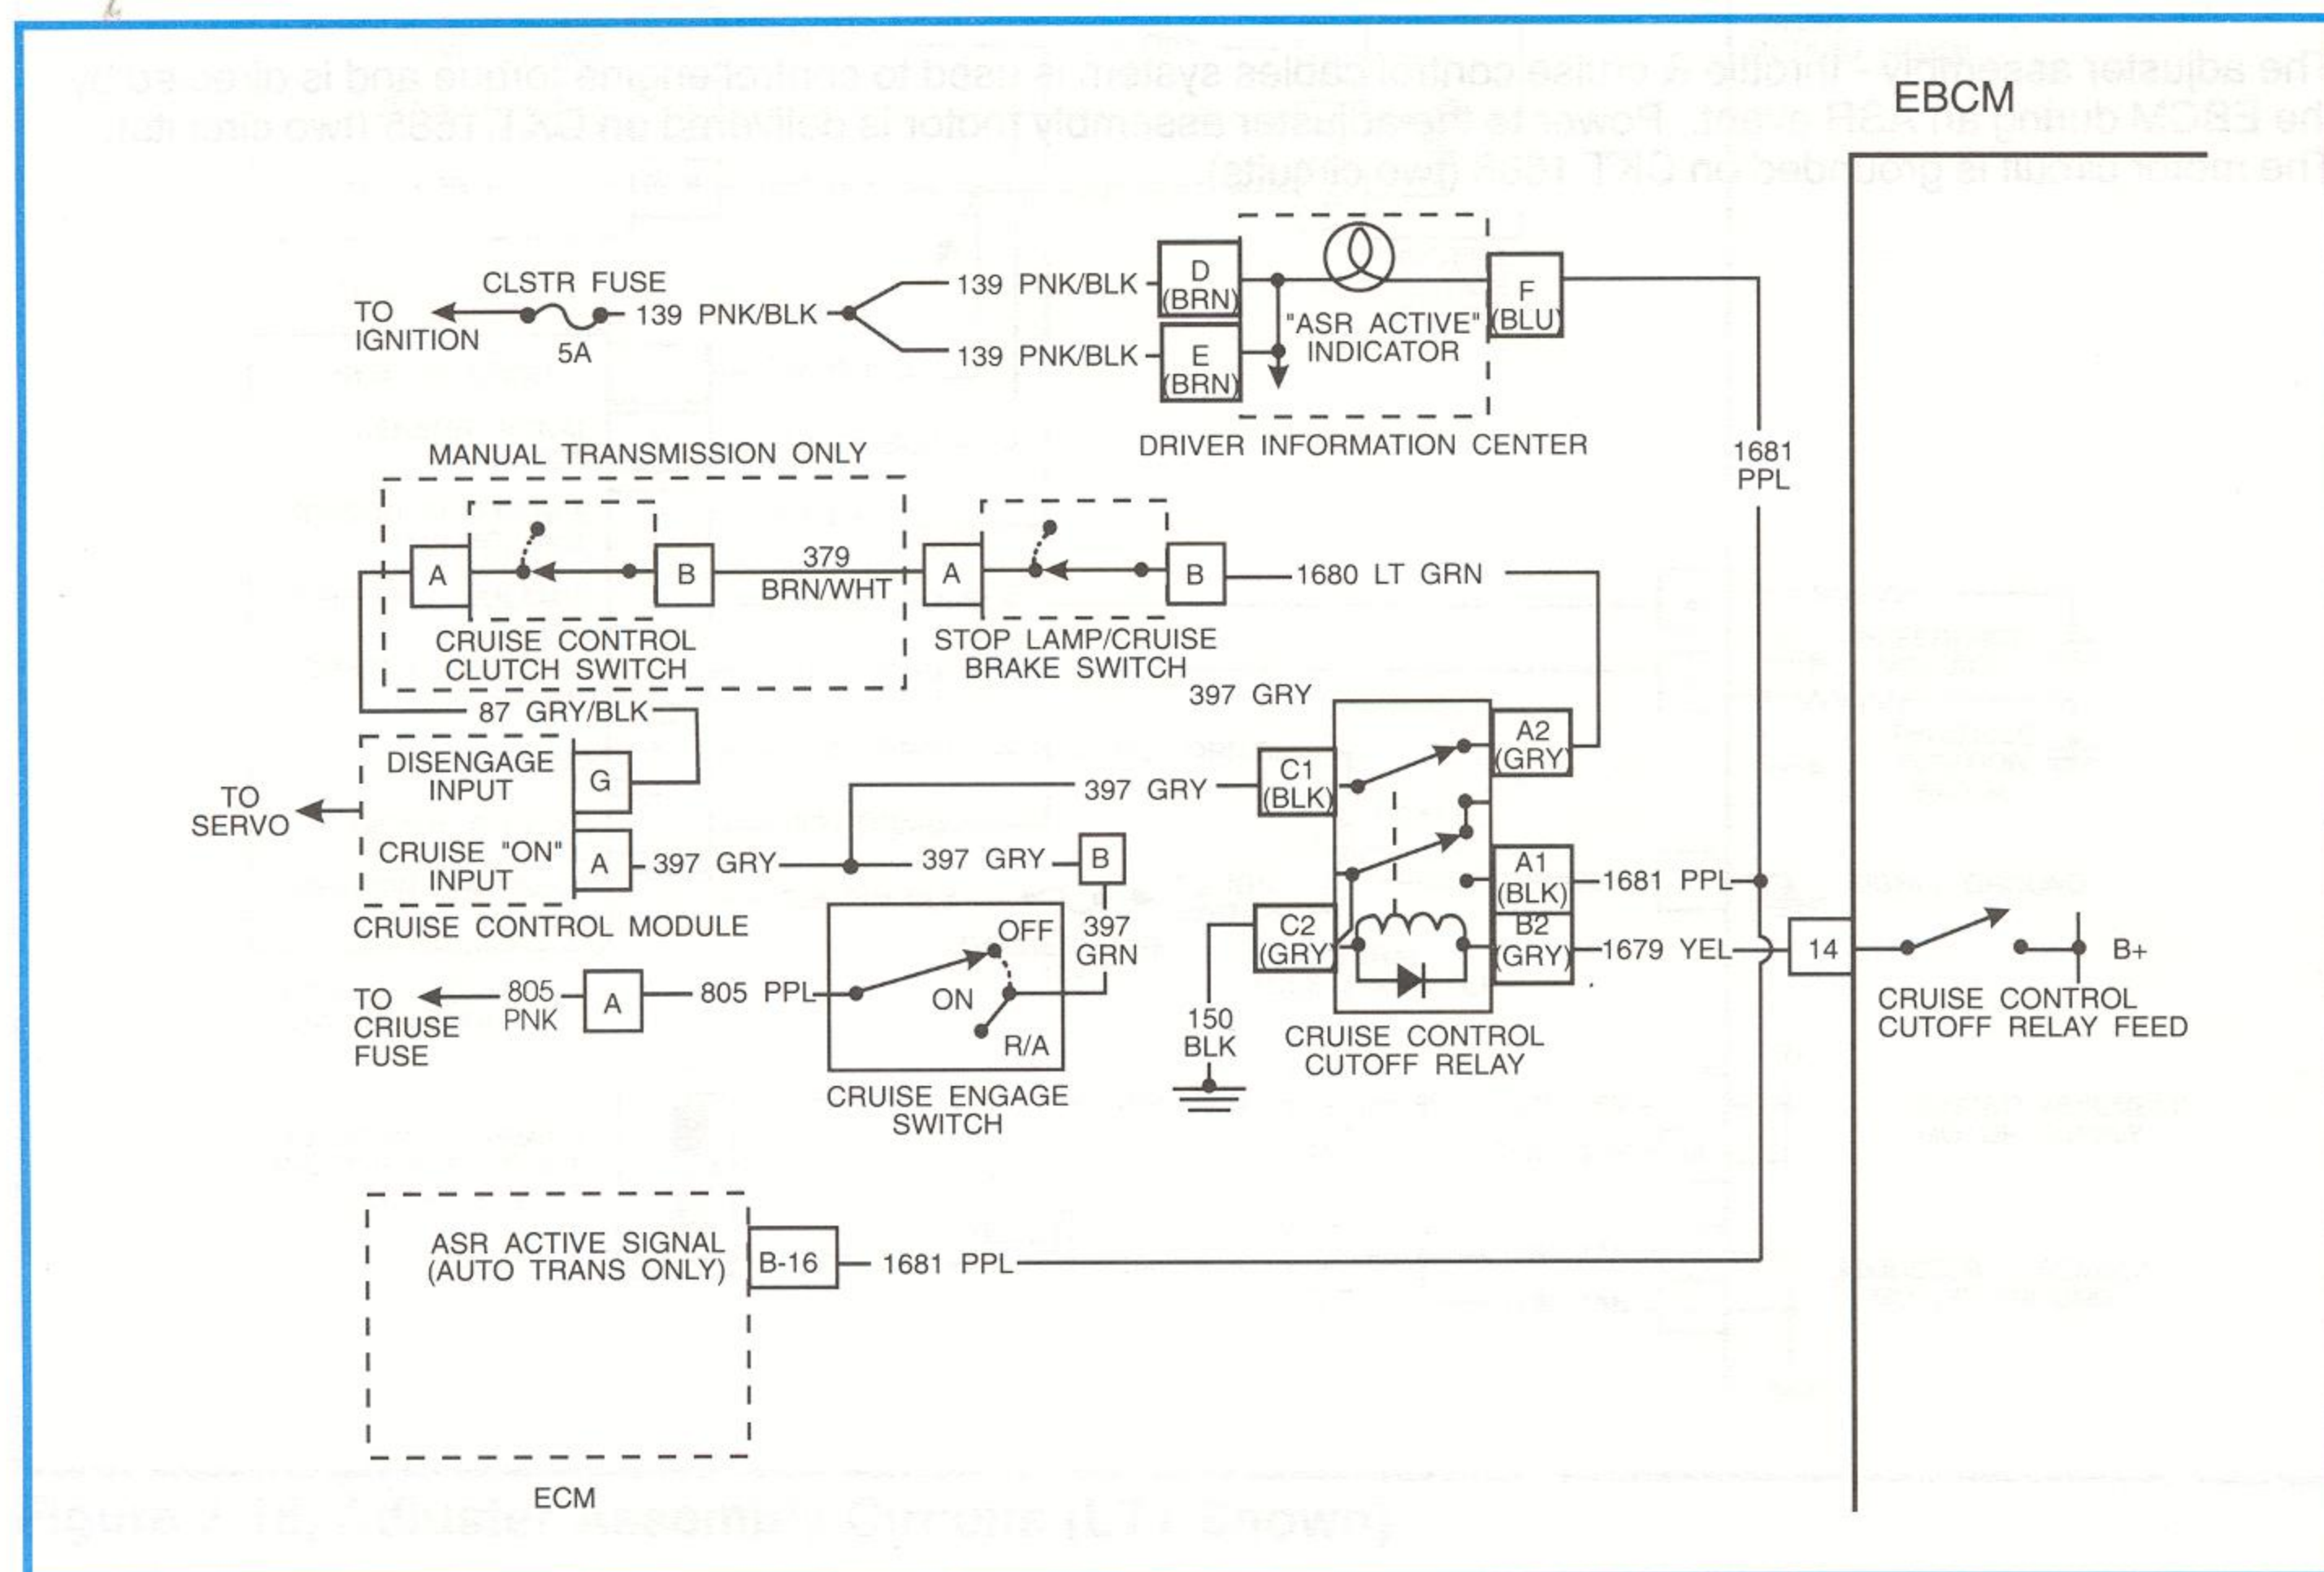 EBCM
CLSTR FUSE
TO
IGNITION
5A
139 PNK/BLK
139 PNK/BLK
139 PNK/BLK
D
(BRN)
E
(BRN)
"ASR ACTIVE"
INDICATOR
F
(BLU)
DRIVER INFORMATION CENTER
1681
PPL
MANUAL TRANSMISSION ONLY
A
B
379
BRN/WHT
A
B
1680 LT GRN
CRUISE CONTROL
CLUTCH SWITCH
STOP LAMP/CRUISE
BRAKE SWITCH
397 GRY
87 GRY/BLK
DISENGAGE
INPUT
G
TO
SERVO
CRUISE "ON"
INPUT
A
CRUISE CONTROL MODULE
397 GRY
397 GRY
B
397 GRY
C1
(BLK)
A2
(GRY)
A1
(BLK)
1681 PPL
C2
(GRY)
B2
(GRY)
1679 YEL
14
B+
CRUISE CONTROL
CUTOFF RELAY FEED
397
GRN
OFF
ON
R/A
TO
CRIUSE
FUSE
805
PNK
A
805 PPL
CRUISE ENGAGE
SWITCH
150
BLK
CRUISE CONTROL
CUTOFF RELAY
ASR ACTIVE SIGNAL
(AUTO TRANS ONLY)
B-16
1681 PPL
ECM